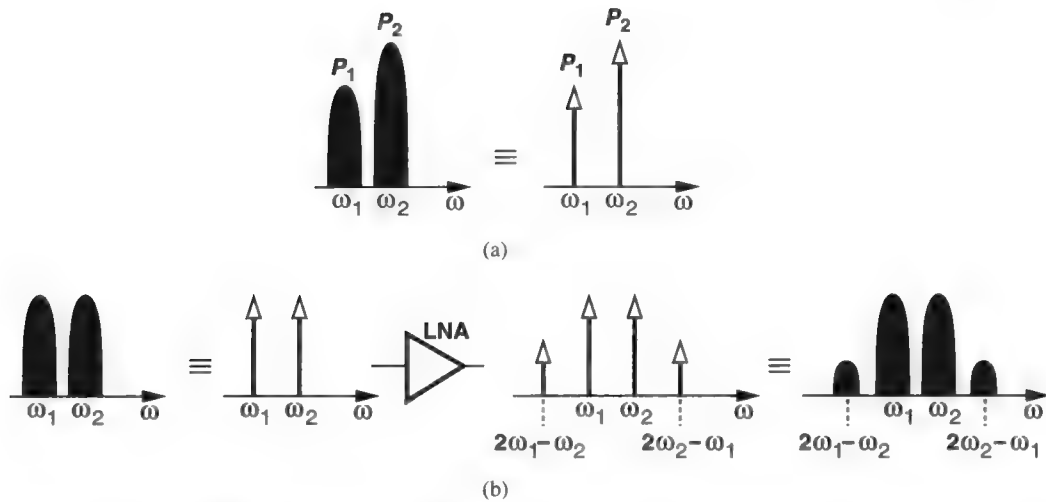 P₂ P₂
P₁ P₁
≡
ω₁ ω₂ ω ω₁ ω₂ ω
(a)
LNA
≡ ≡
ω₁ ω₂ ω ω₁ ω₂ ω ω₁ ω₂ ω ω₁ ω₂ ω
2ω₁−ω₂ 2ω₂−ω₁ 2ω₁−ω₂ 2ω₂−ω₁
(b)